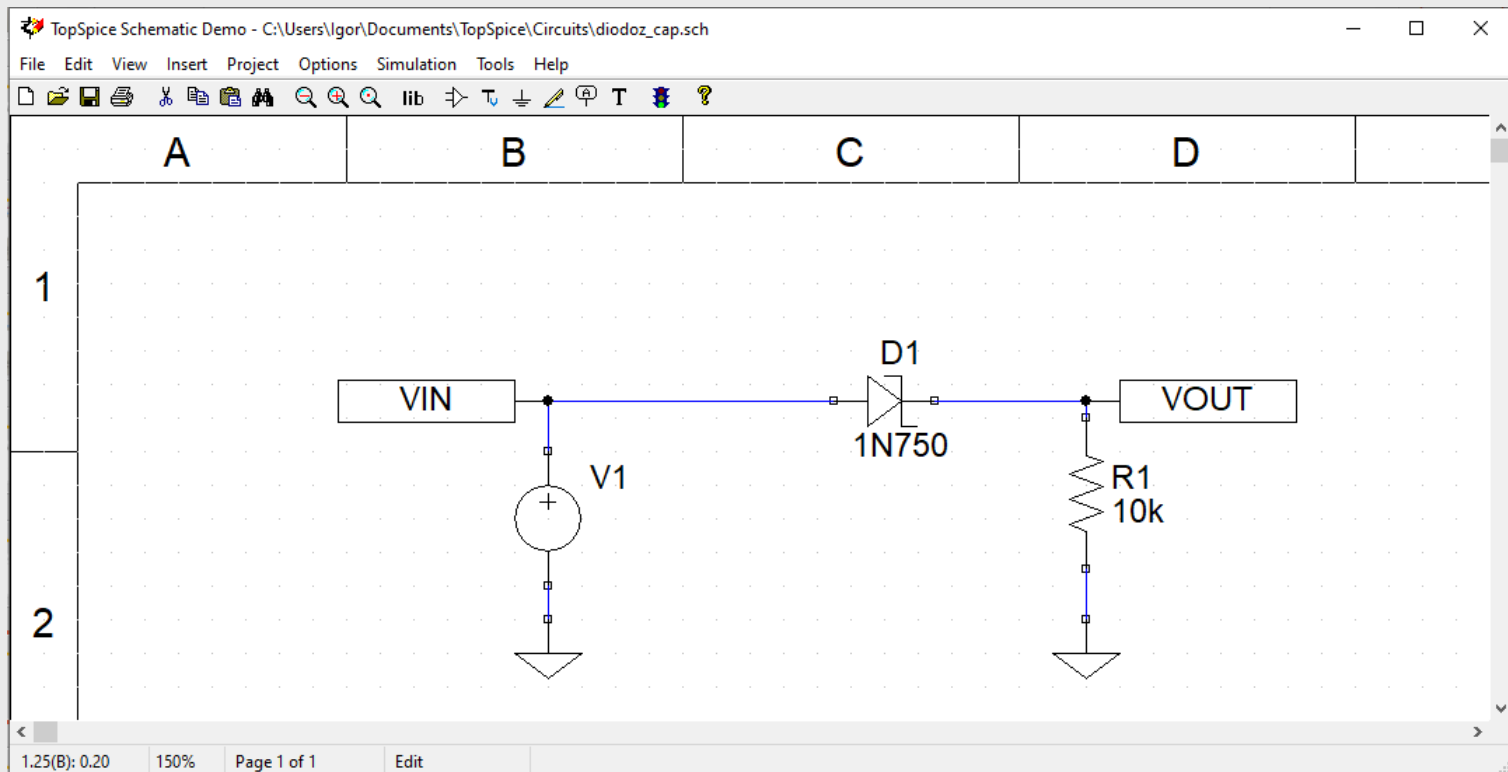 TopSpice Schematic Demo - C:\Users\Igor\Documents\TopSpice\Circuits\diodoz_cap.sch
File Edit View Insert Project Options Simulation Tools Help
lib T
A B C D
1
D1
VIN VOUT
1N750
V1 R1
+ 10k
2
1.25(B): 0.20 150% Page 1 of 1 Edit